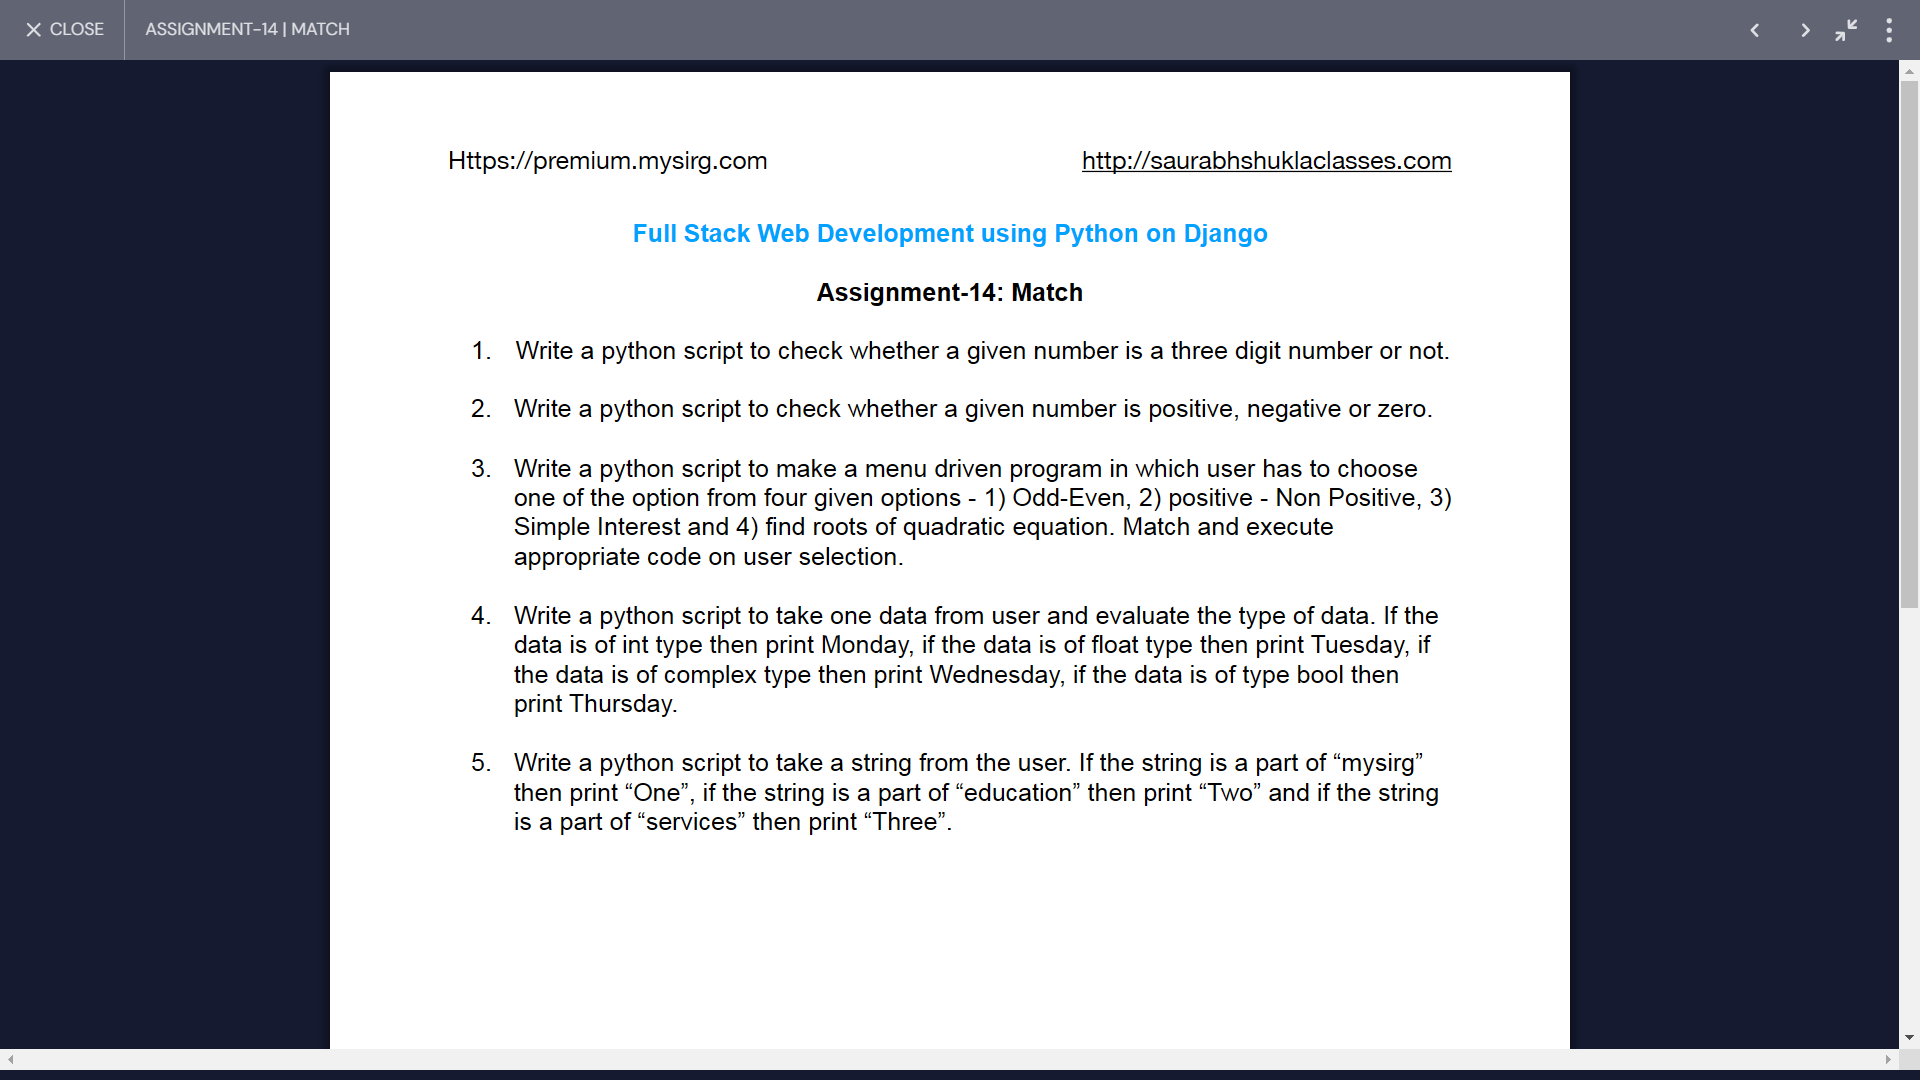 CLOSE
ASSIGNMENT-14 | MATCH
Https://premium.mysirg.com
http://saurabhshuklaclasses.com
Full Stack Web Development using Python on Django
Assignment-14: Match
1. Write a python script to check whether a given number is a three digit number or not.
2. Write a python script to check whether a given number is positive, negative or zero.
3. Write a python script to make a menu driven program in which user has to choose
one of the option from four given options - 1) Odd-Even, 2) positive - Non Positive, 3)
Simple Interest and 4) find roots of quadratic equation. Match and execute
appropriate code on user selection.
4. Write a python script to take one data from user and evaluate the type of data. If the
data is of int type then print Monday, if the data is of float type then print Tuesday, if
the data is of complex type then print Wednesday, if the data is of type bool then
print Thursday.
5. Write a python script to take a string from the user. If the string is a part of “mysirg”
then print “One”, if the string is a part of “education” then print “Two” and if the string
is a part of “services” then print “Three”.